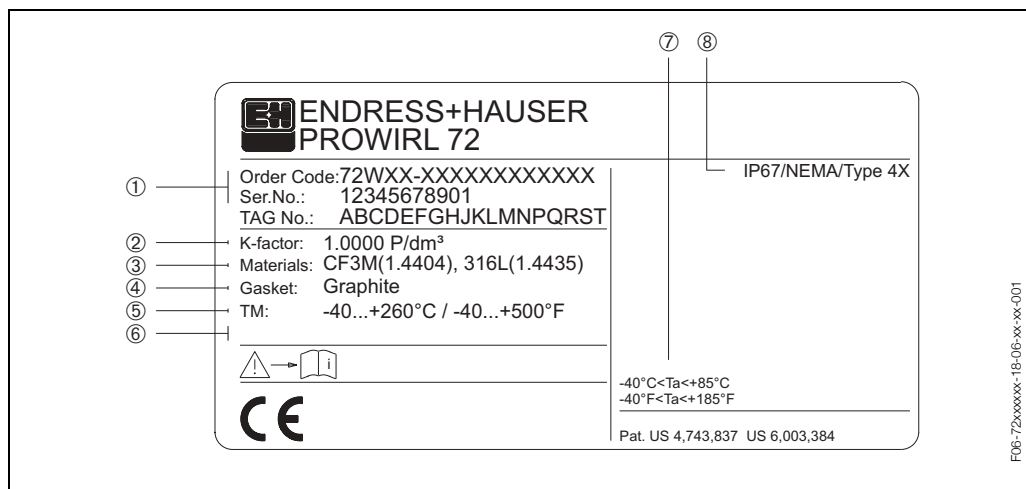 ⑦ ⑧
E+H
ENDRESS+HAUSER
PROWIRL 72
IP67/NEMA/Type 4X
① Order Code:72WXX-XXXXXXXXXXXX
Ser.No.: 12345678901
TAG No.: ABCDEFGHJKLMNPQRST
② K-factor: 1.0000 P/dm³
③ Materials: CF3M(1.4404), 316L(1.4435)
④ Gasket: Graphite
⑤ TM: -40...+260°C / -40...+500°F
⑥
i
-40°C<Ta<+85°C
-40°F<Ta<+185°F
CE
Pat. US 4,743,837 US 6,003,384
F06-72xxxxxx-18-06-xx-xx-001